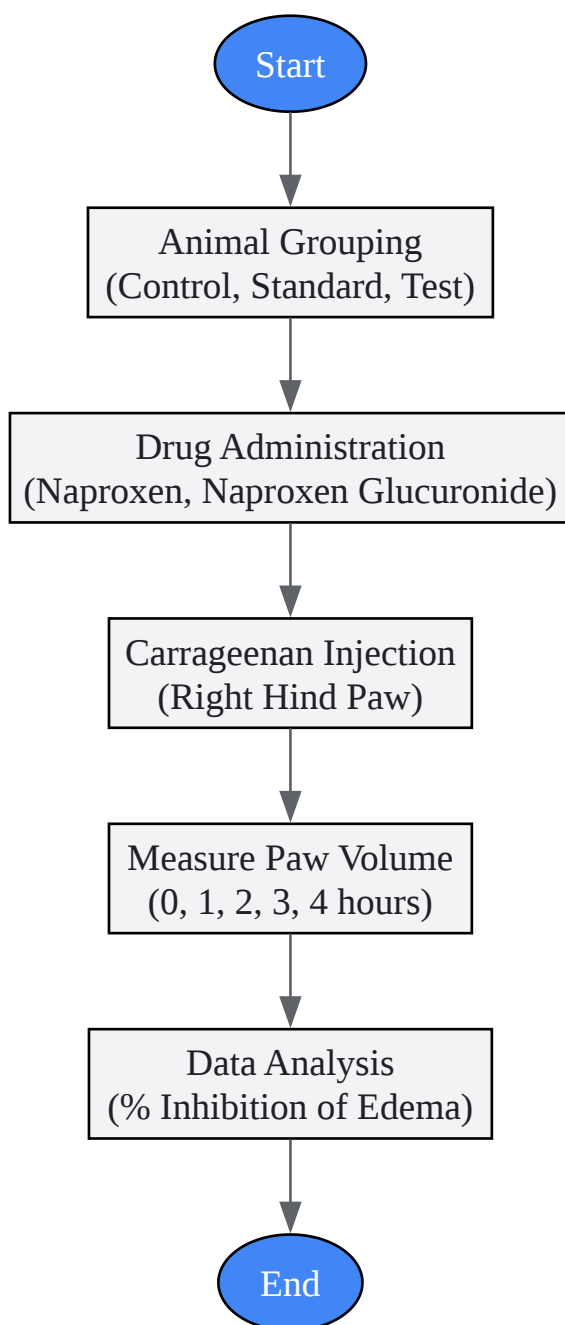 Start
Animal Grouping
(Control, Standard, Test)
Drug Administration
(Naproxen, Naproxen Glucuronide)
Carrageenan Injection
(Right Hind Paw)
Measure Paw Volume
(0, 1, 2, 3, 4 hours)
Data Analysis
(% Inhibition of Edema)
End